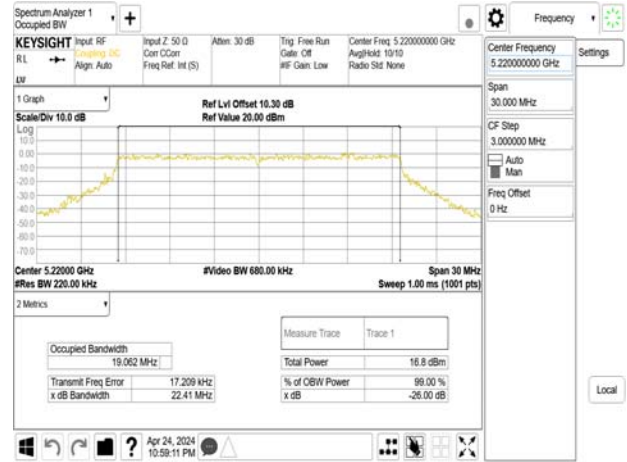 Spectrum Analyzer 1
Occupied BW
+
Frequency
KEYSIGHT
RL
Input: RF
Coupling: DC
Align: Auto
Input Z: 50 Ω
Corr CCorr
Freq Ref: Int (S)
Atten: 30 dB
Trig: Free Run
Gate: Off
#IF Gain: Low
Center Freq: 5.220000000 GHz
Avg|Hold: 10/10
Radio Std: None
Center Frequency
5.220000000 GHz
Settings
Span
30.000 MHz
CF Step
3.000000 MHz
Auto
Man
Freq Offset
0 Hz
Local
1 Graph
Scale/Div 10.0 dB
Ref Lvl Offset 10.30 dB
Ref Value 20.00 dBm
Log
10.0
0.00
-10.0
-20.0
-30.0
-40.0
-50.0
-60.0
-70.0
Center 5.22000 GHz
#Video BW 680.00 kHz
Span 30 MHz
#Res BW 220.00 kHz
Sweep 1.00 ms (1001 pts)
2 Metrics
Measure Trace Trace 1
Occupied Bandwidth
19.062 MHz
Total Power 16.8 dBm
Transmit Freq Error 17.209 kHz
% of OBW Power 99.00 %
x dB Bandwidth 22.41 MHz
x dB -26.00 dB
?
Apr 24, 2024
10:59:11 PM